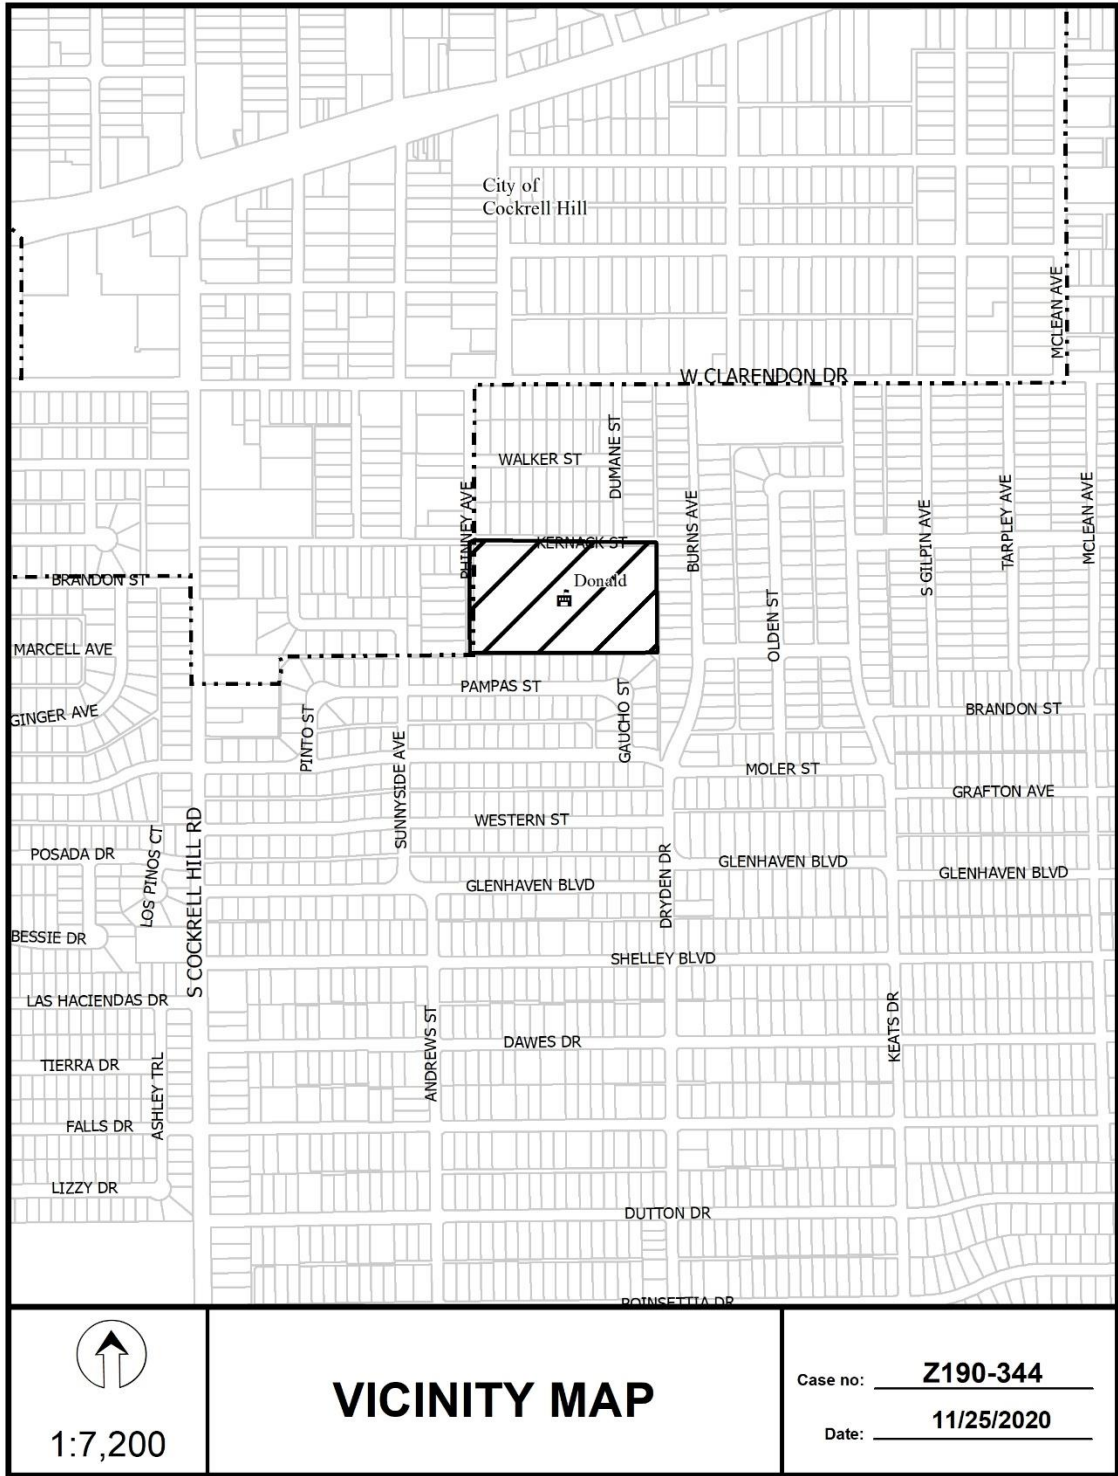 City of
Cockrell Hill
MCLEAN AVE
W CLARENDON DR
WALKER ST
DUMANE ST
PHINNEY AVE
BURNS AVE
S GILPIN AVE
TARPLEY AVE
MCLEAN AVE
KERNACK ST
Donald
BRANDON ST
OLDEN ST
MARCELL AVE
PAMPAS ST
GINGER AVE
PINTO ST
GAUCHO ST
BRANDON ST
SUNNYSIDE AVE
MOLER ST
GRAFTON AVE
WESTERN ST
POSADA DR
LOS PINOS CT
S COCKRELL HILL RD
GLENHAVEN BLVD
DRYDEN DR
GLENHAVEN BLVD
GLENHAVEN BLVD
BESSIE DR
SHELLEY BLVD
LAS HACIENDAS DR
ANDREWS ST
DAWES DR
KEATS DR
TIERRA DR
ASHLEY TRL
FALLS DR
LIZZY DR
DUTTON DR
POINSETTIA DR
1:7,200
VICINITY MAP
Case no: Z190-344
Date: 11/25/2020